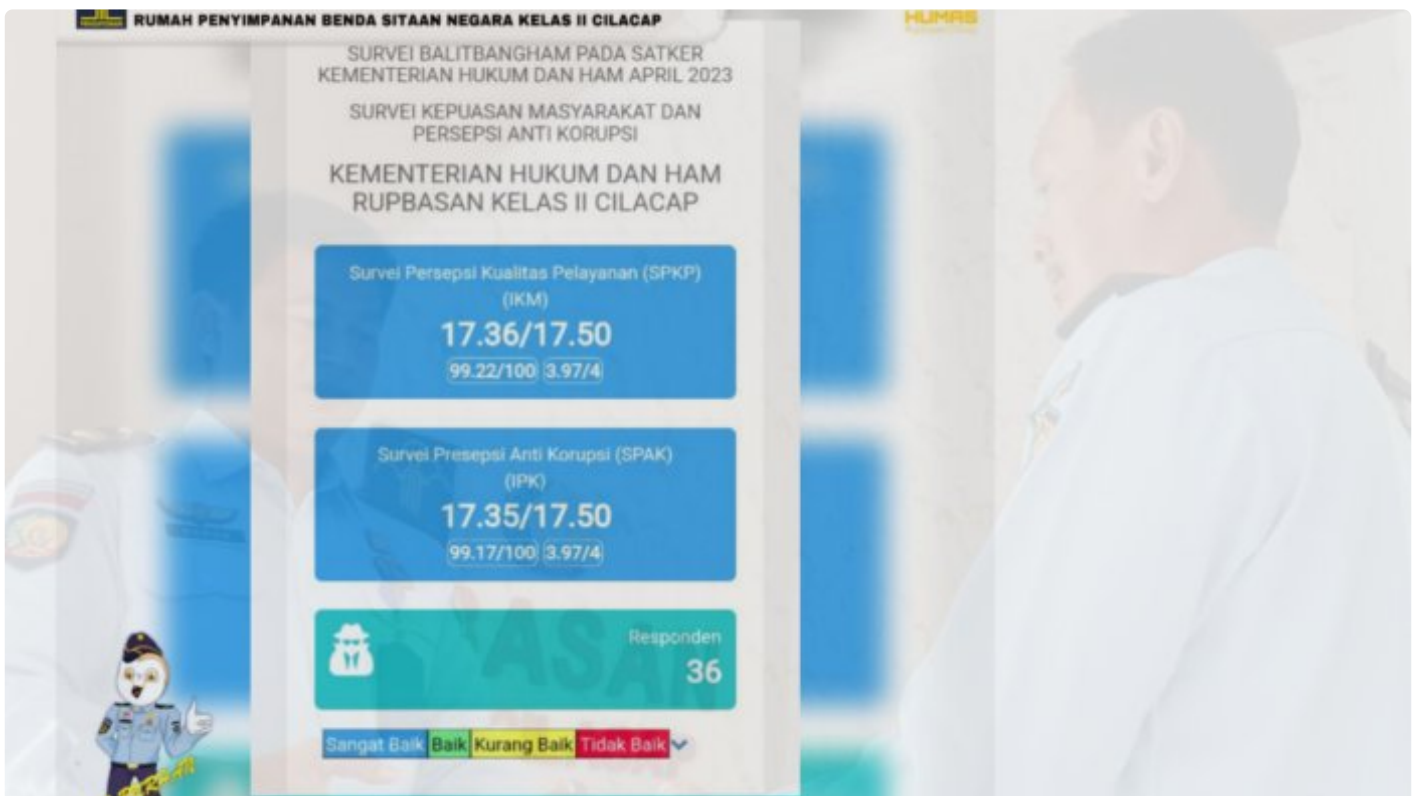 RUMAH PENYIMPANAN BENDA SITAAN NEGARA KELAS II CILACAP
HUMAS
SURVEI BALITBANGHAM PADA SATKER
KEMENTERIAN HUKUM DAN HAM APRIL 2023
SURVEI KEPUASAN MASYARAKAT DAN
PERSEPSI ANTI KORUPSI
KEMENTERIAN HUKUM DAN HAM
RUPBASAN KELAS II CILACAP
Survei Persepsi Kualitas Pelayanan (SPKP)
(IKM)
17.36/17.50
99.22/100 3.97/4
Survei Presepsi Anti Korupsi (SPAK)
(IPK)
17.35/17.50
99.17/100 3.97/4
Responden
36
ASAN
Sangat Baik Baik Kurang Baik Tidak Baik